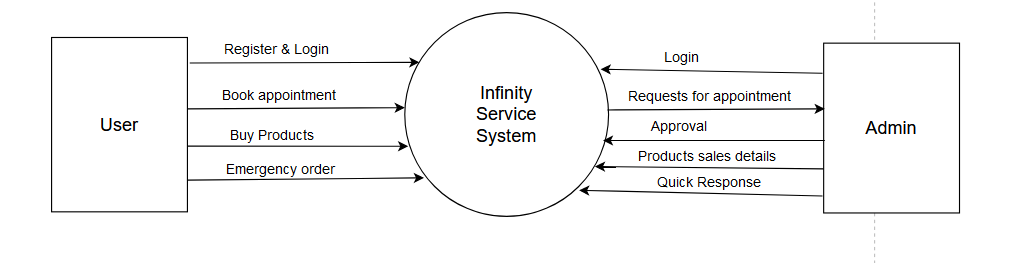 Register & Login
Book appointment
Buy Products
Emergency order
User
Infinity
Service
System
Login
Requests for appointment
Approval
Products sales details
Quick Response
Admin